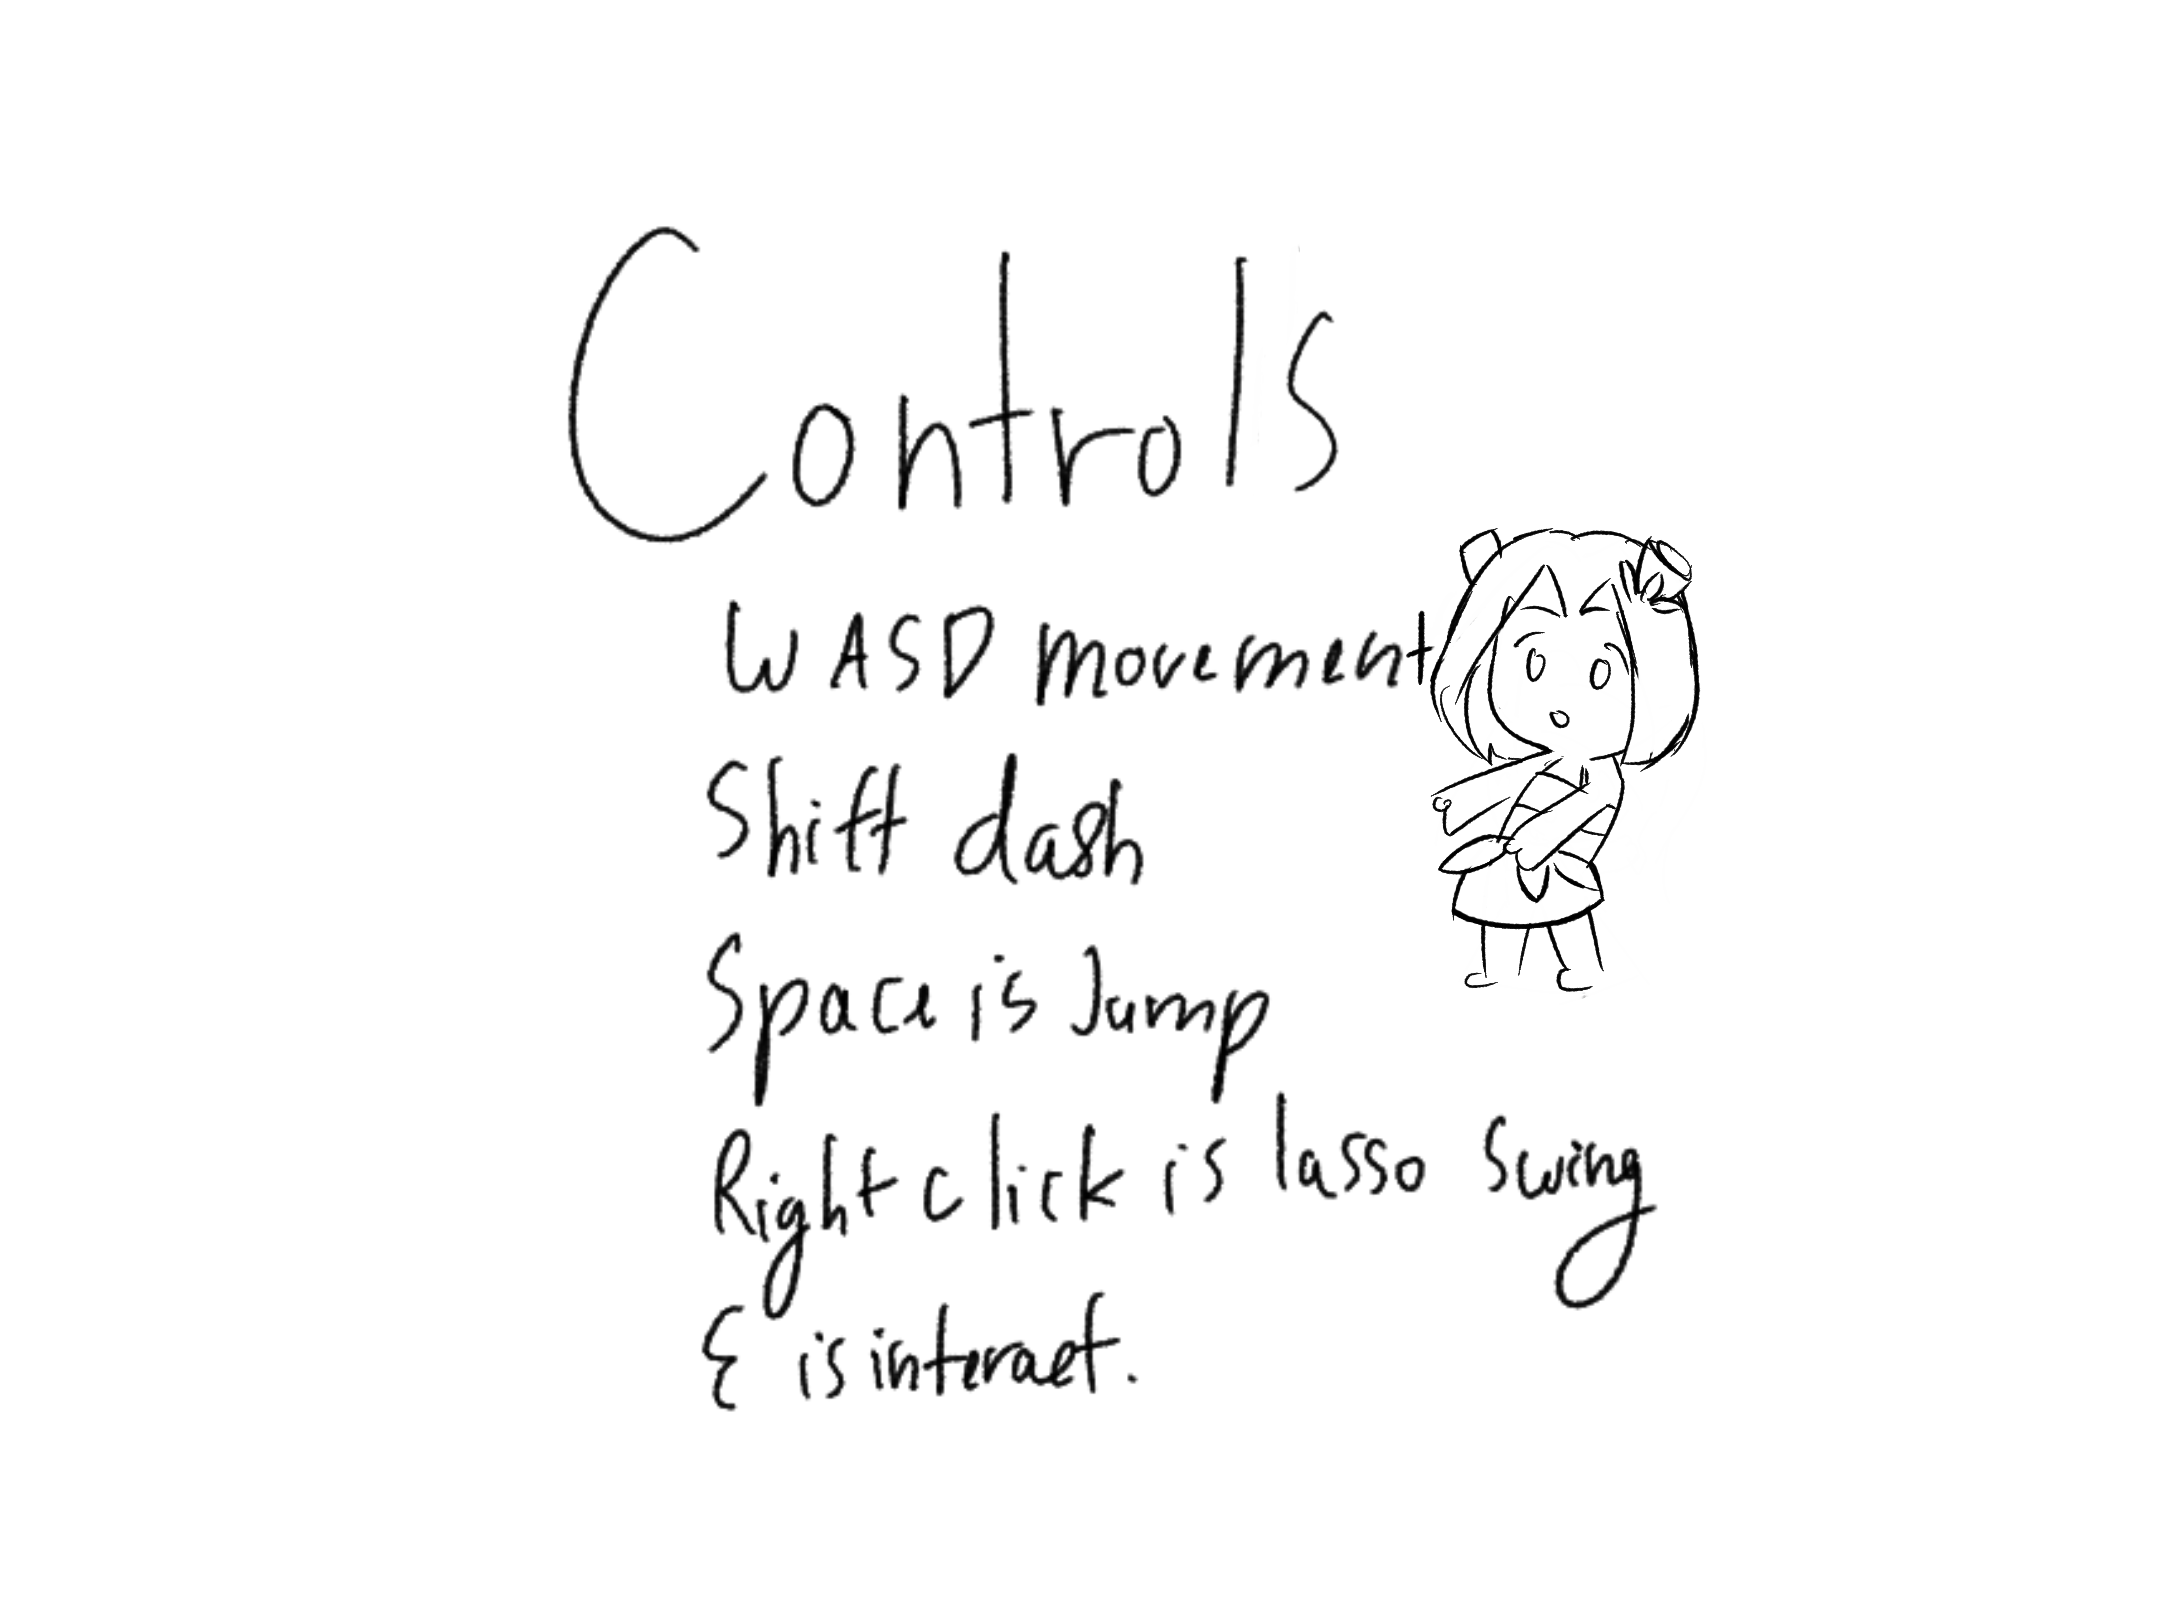 Controls
WASD movement
Shift dash
Space is Jump
Right click is lasso swing
E is interact.